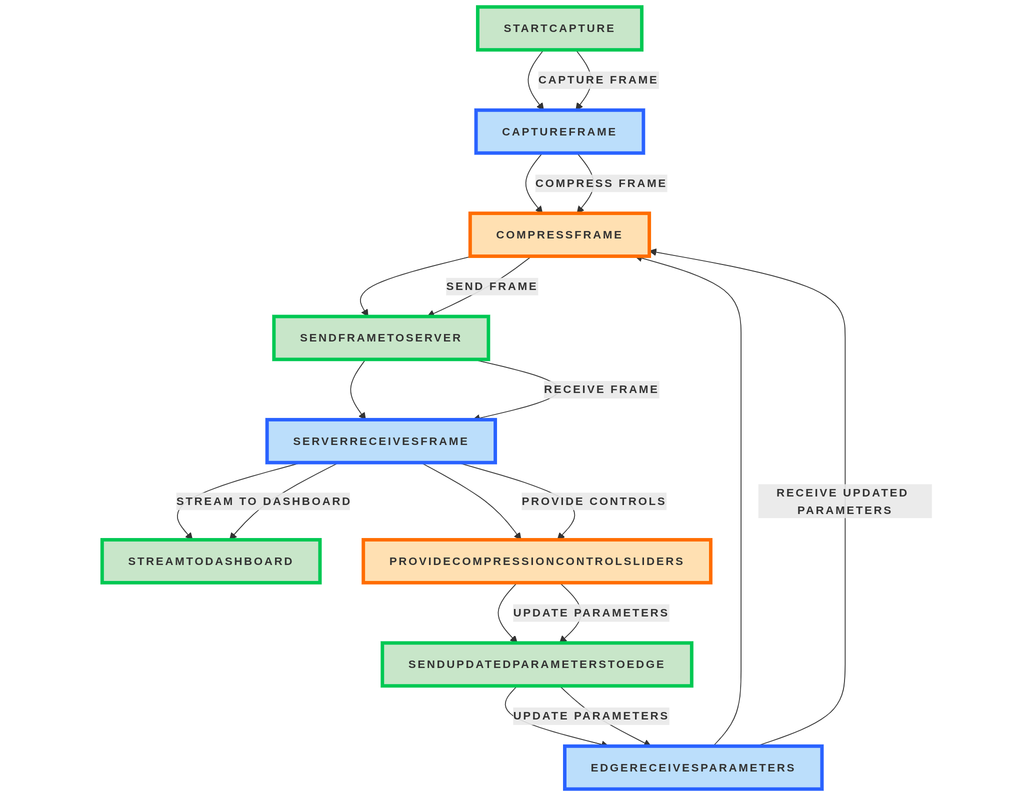 STARTCAPTURE
CAPTURE FRAME
CAPTUREFRAME
COMPRESS FRAME
COMPRESSFRAME
SEND FRAME
SENDFRAMETOSERVER
RECEIVE FRAME
SERVERRECEIVESFRAME
STREAM TO DASHBOARD
PROVIDE CONTROLS
RECEIVE UPDATED
PARAMETERS
STREAMTODASHBOARD
PROVIDECOMPRESSIONCONTROLSLIDERS
UPDATE PARAMETERS
SENDUPDATEDPARAMETERSTOEDGE
UPDATE PARAMETERS
EDGERECEIVESPARAMETERS